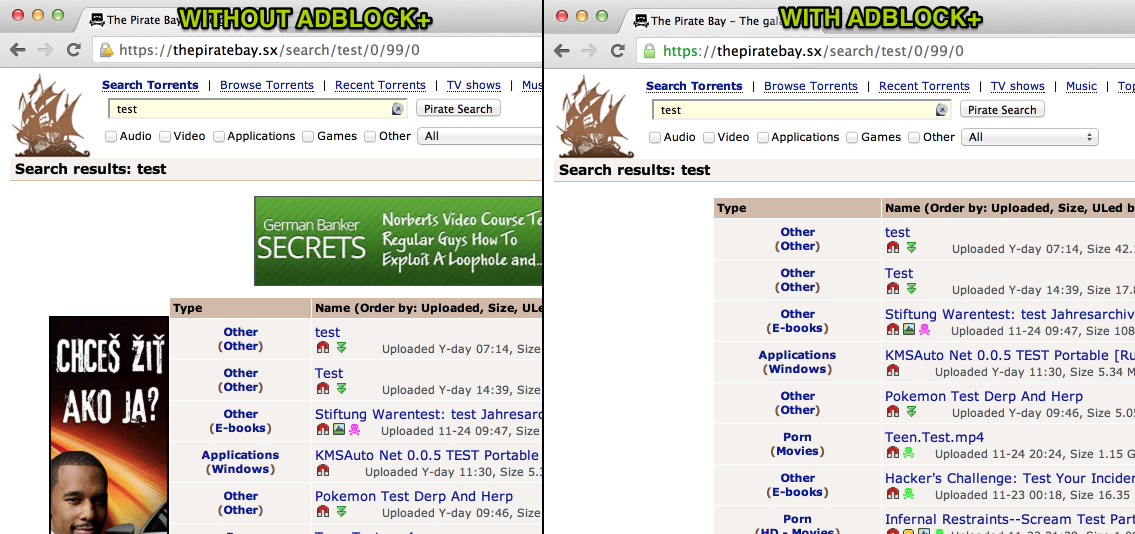 WITHOUT ADBLOCK+
The Pirate Bay
https://thepiratebay.sx/search/test/0/99/0
Search Torrents | Browse Torrents | Recent Torrents | TV shows | Mus
test
Pirate Search
Audio Video Applications Games Other All
Search results: test
German Banker
SECRETS
Norberts Video Course Te
Regular Guys How To
Exploit A Loophole and...
CHCEŠ ŽIŤ
AKO JA?
Type Name (Order by: Uploaded, Size, ULe
Other
(Other)
test
Uploaded Y-day 07:14, Size
Other
(Other)
Test
Uploaded Y-day 14:39, Size
Other
(E-books)
Stiftung Warentest: test Jahresarc
Uploaded 11-24 09:47, Size
Applications
(Windows)
KMSAuto Net 0.0.5 TEST Portable
Uploaded Y-day 11:30, Size 5.3
Other
(Other)
Pokemon Test Derp And Herp
Uploaded Y-day 09:46, Size
WITH ADBLOCK+
The Pirate Bay – The gala
https://thepiratebay.sx/search/test/0/99/0
Search Torrents | Browse Torrents | Recent Torrents | TV shows | Music | Top
test
Pirate Search
Audio Video Applications Games Other All
Search results: test
Type Name (Order by: Uploaded, Size, ULed b
Other
(Other)
test
Uploaded Y-day 07:14, Size 42.
Other
(Other)
Test
Uploaded Y-day 14:39, Size 17.8
Other
(E-books)
Stiftung Warentest: test Jahresarchiv
Uploaded 11-24 09:47, Size 108
Applications
(Windows)
KMSAuto Net 0.0.5 TEST Portable [Ru
Uploaded Y-day 11:30, Size 5.34 M
Other
(Other)
Pokemon Test Derp And Herp
Uploaded Y-day 09:46, Size 5.05
Porn
(Movies)
Teen.Test.mp4
Uploaded 11-24 20:24, Size 1.15 G
Other
(E-books)
Hacker's Challenge: Test Your Inciden
Uploaded 11-23 00:18, Size 16.35
Porn
(HD - Movies)
Infernal Restraints--Scream Test Part